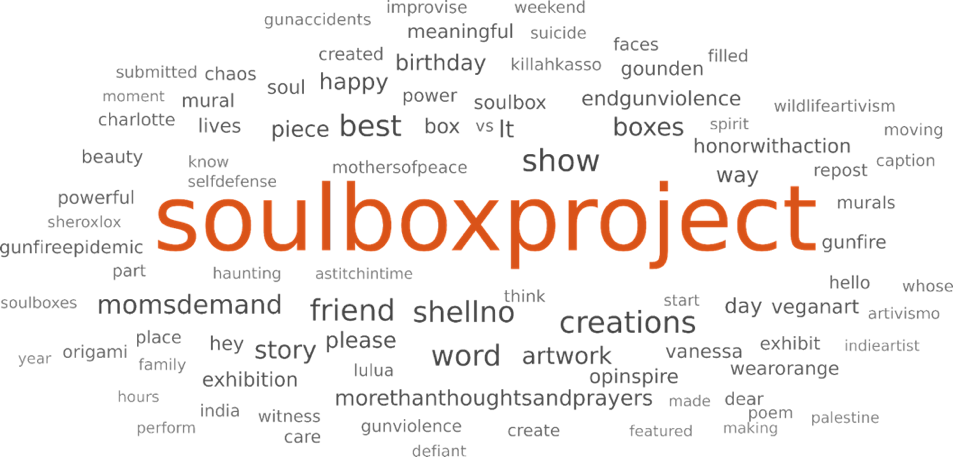 improvise weekend
gunaccidents
meaningful suicide
faces
created
birthday killahkasso filled
gounden
submitted chaos
soul happy
moment mural power soulbox endgunviolence
wildlifeartivism
charlotte lives piece best box vs lt boxes spirit
moving
honorwithaction
beauty know mothersofpeace show caption
way repost
selfdefense
powerful
murals
sheroxlox
soulboxproject
gunfireepidemic gunfire
part haunting astitchintime
hello whose
soulboxes momsdemand friend shellno think start day veganart
artivismo
creations
year origami place hey story please word artwork vanessa exhibit indieartist
family lulua wearorange
exhibition opinspire
hours morethanthoughtsandprayers made dear
india witness poem palestine
perform care gunviolence create featured making
defiant